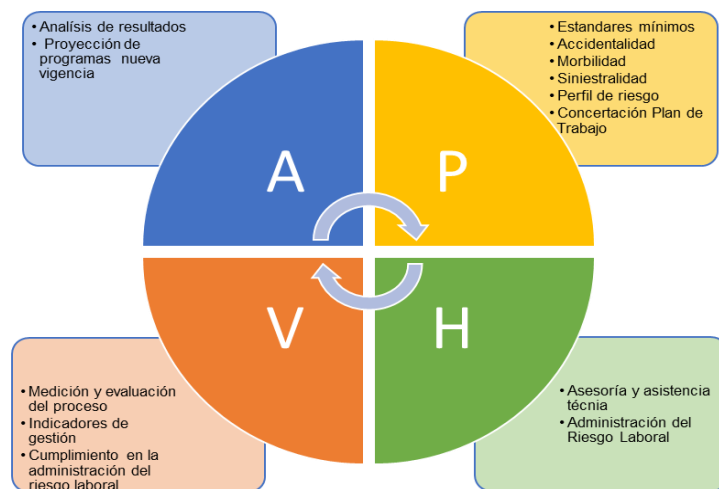 • Análisis de resultados
• Proyección de
programas nueva
vigencia
• Estandares mínimos
• Accidentalidad
• Morbilidad
• Siniestralidad
• Perfil de riesgo
• Concertación Plan de
Trabajo
A
P
V
H
• Medición y evaluación
del proceso
• Indicadores de
gestión
• Cumplimiento en la
administración del
riesgo laboral
• Asesoría y asistencia
técnia
• Administración del
Riesgo Laboral